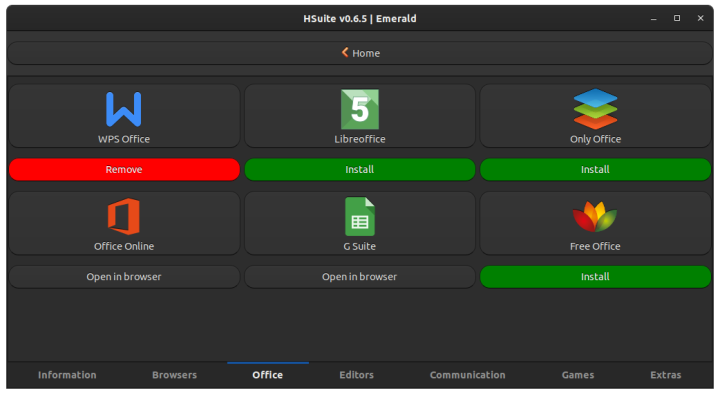 HSuite v0.6.5 | Emerald
Home
WPS Office
5
Libreoffice
Only Office
Remove
Install
Install
Office Online
G Suite
Free Office
Open in browser
Open in browser
Install
Information
Browsers
Office
Editors
Communication
Games
Extras